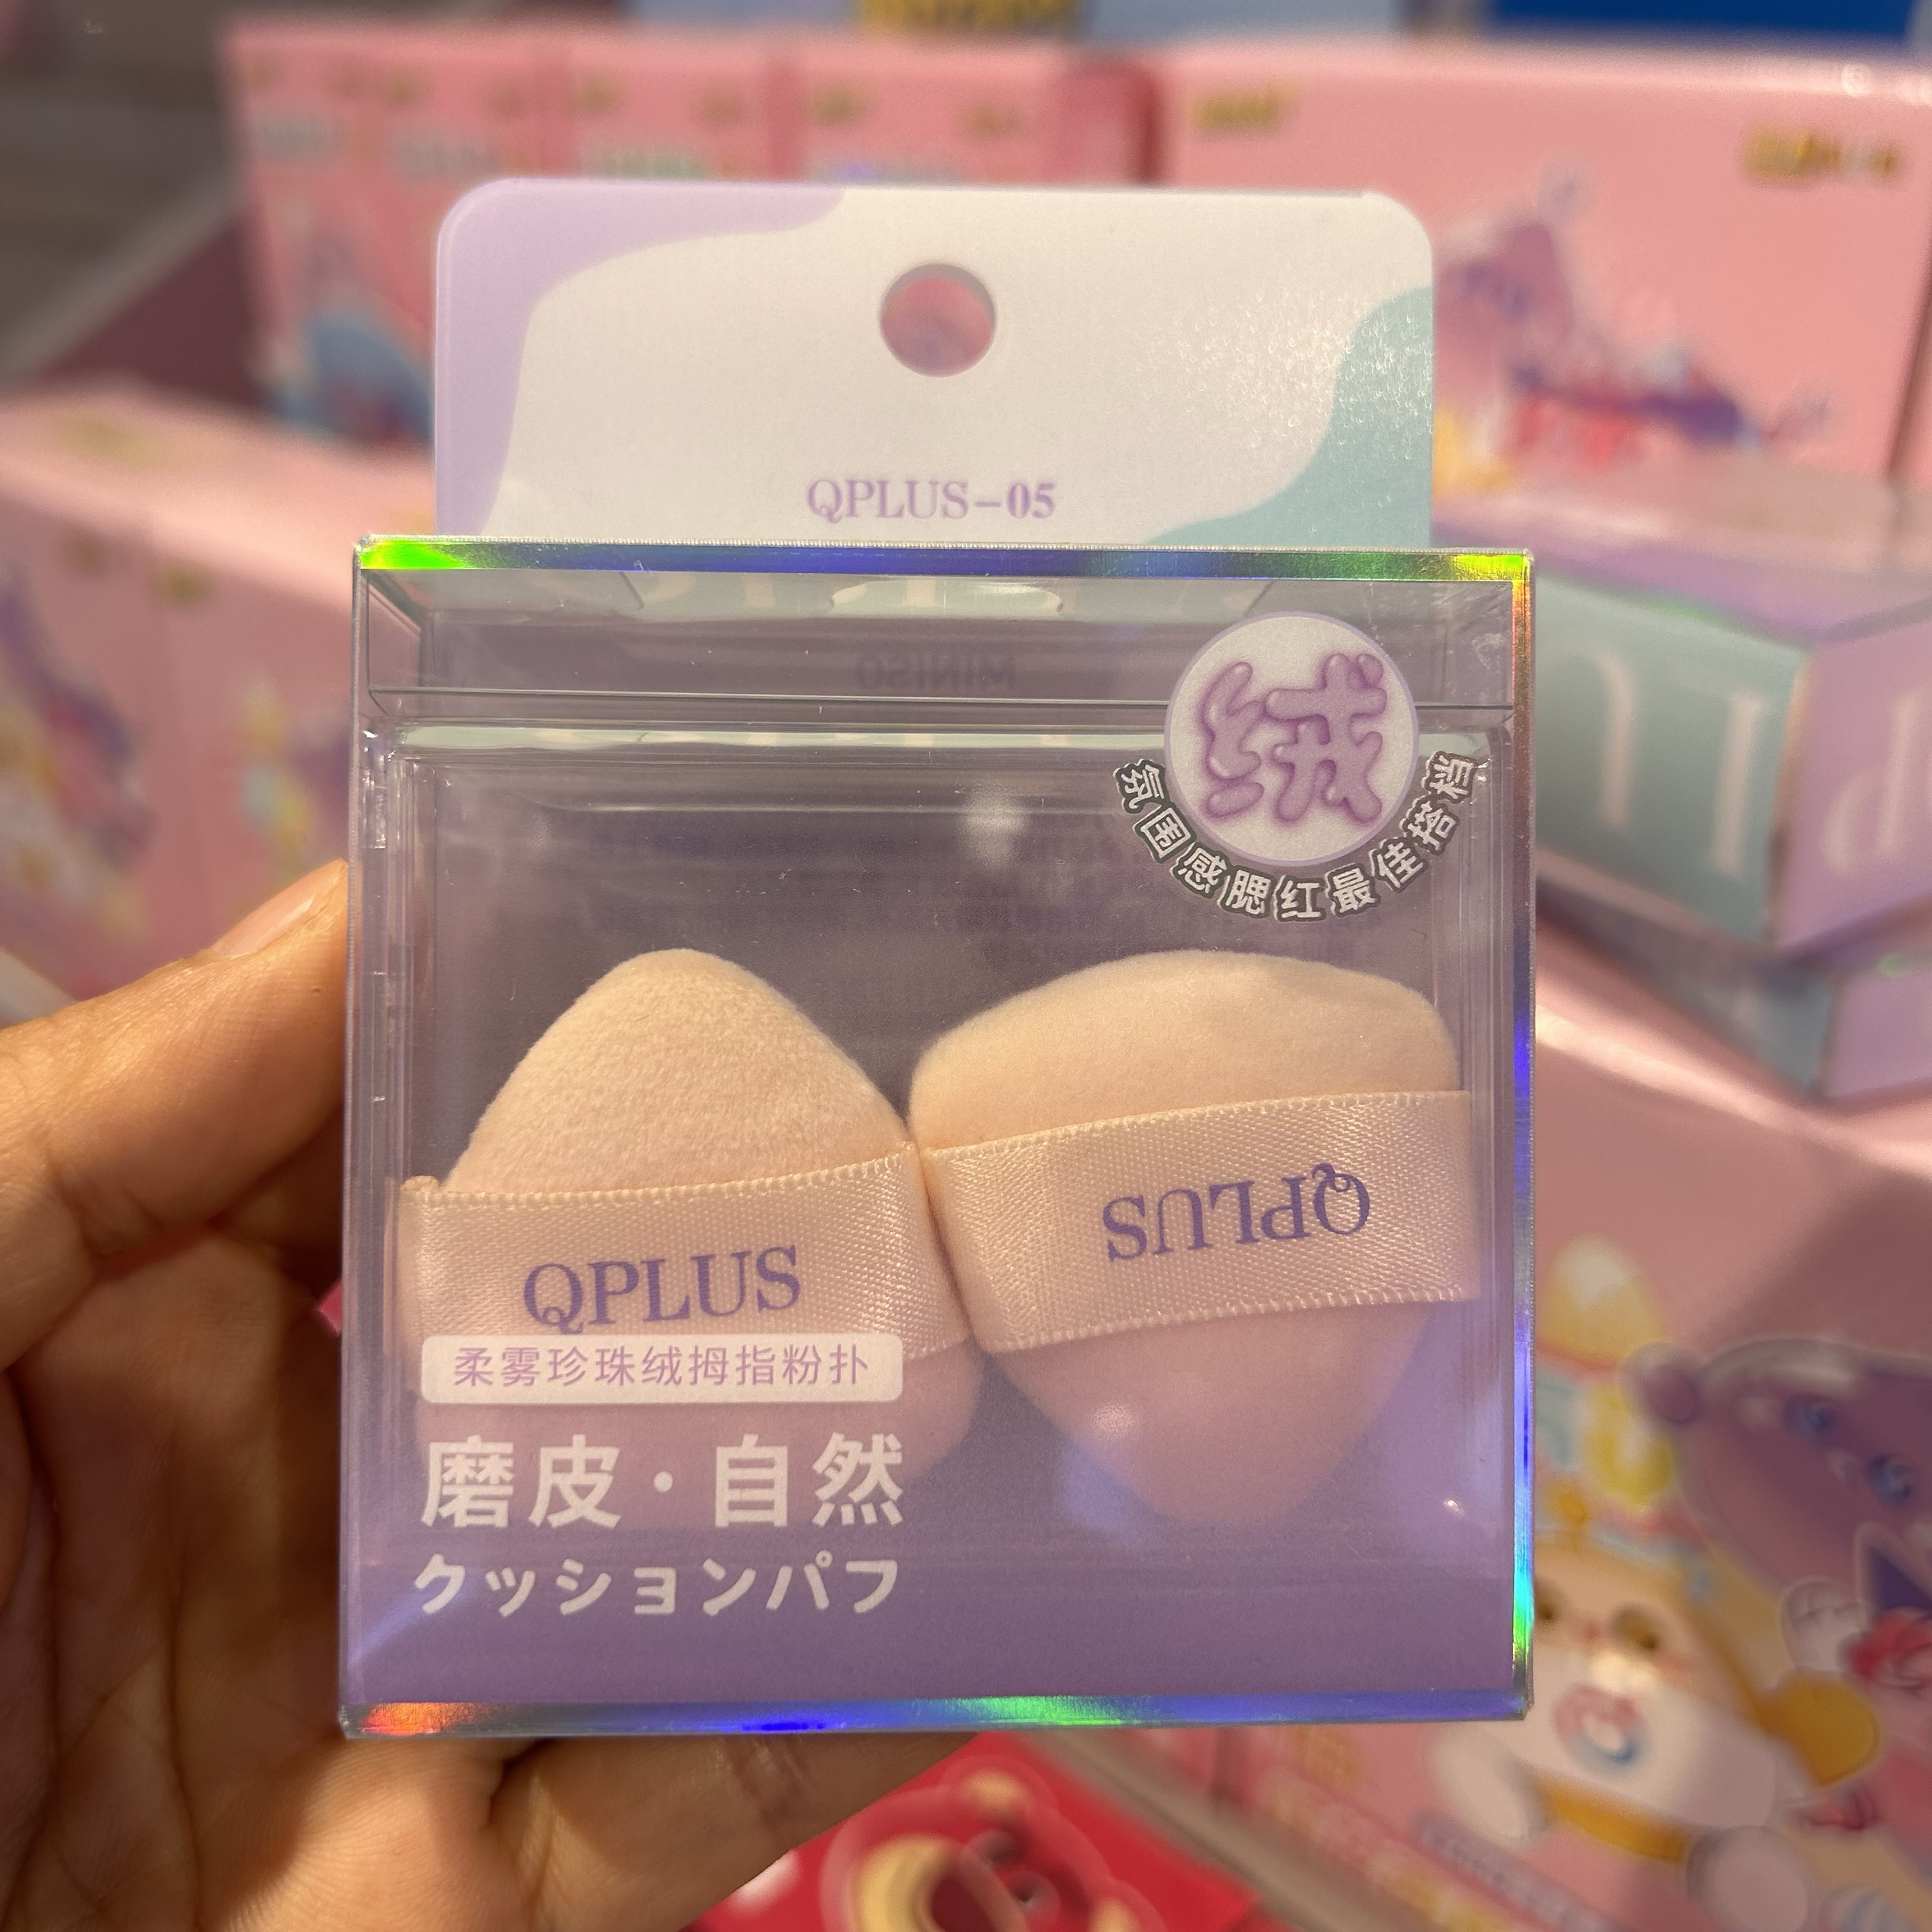 QPLUS-05
MINISO
绒
氛围感腮红最佳搭档
QPLUS
QPLUS
柔雾珍珠绒拇指粉扑
磨皮·自然
クッションパフ